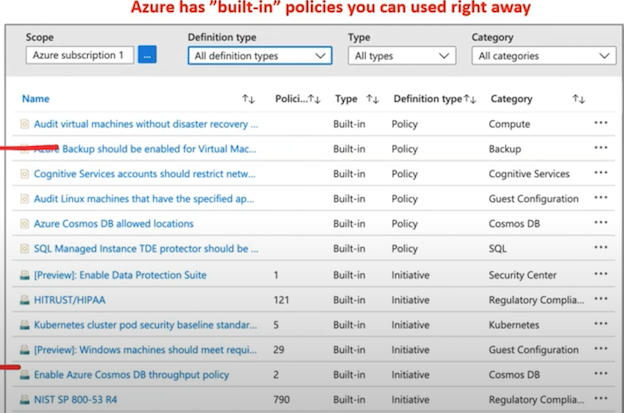 Azure has ”built-in” policies you can used right away
Scope Definition type Type Category
Azure subscription 1 ... All definition types All types All categories
Name Polici... Type Definition type Category
Audit virtual machines without disaster recovery ... Built-in Policy Compute ...
Azure Backup should be enabled for Virtual Mac... Built-in Policy Backup ...
Cognitive Services accounts should restrict netw... Built-in Policy Cognitive Services ...
Audit Linux machines that have the specified ap... Built-in Policy Guest Configuration ...
Azure Cosmos DB allowed locations Built-in Policy Cosmos DB ...
SQL Managed Instance TDE protector should be ... Built-in Policy SQL ...
[Preview]: Enable Data Protection Suite 1 Built-in Initiative Security Center ...
HITRUST/HIPAA 121 Built-in Initiative Regulatory Complia... ...
Kubernetes cluster pod security baseline standar... 5 Built-in Initiative Kubernetes ...
[Preview]: Windows machines should meet requi... 29 Built-in Initiative Guest Configuration ...
Enable Azure Cosmos DB throughput policy 2 Built-in Initiative Cosmos DB ...
NIST SP 800-53 R4 790 Built-in Initiative Regulatory Complia... ...